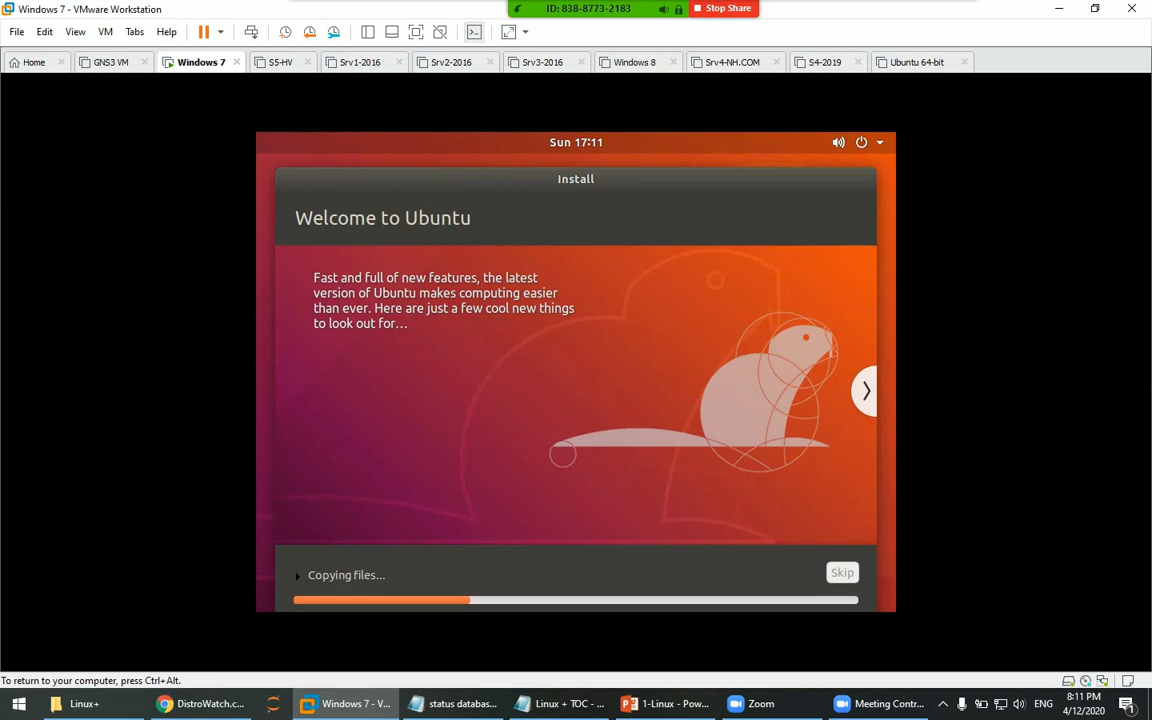 Windows 7 - VMware Workstation
ID: 838-8773-2183
Stop Share
File Edit View VM Tabs Help
Home
GNS3 VM
Windows 7
S5-HV
Srv1-2016
Srv2-2016
Srv3-2016
Windows 8
Srv4-NH.COM
S4-2019
Ubuntu 64-bit
Sun 17:11
Install
Welcome to Ubuntu
Fast and full of new features, the latest
version of Ubuntu makes computing easier
than ever. Here are just a few cool new things
to look out for...
Copying files...
Skip
To return to your computer, press Ctrl+Alt.
Linux+
DistroWatch.c...
Windows 7 - V...
status databas...
Linux + TOC - ...
1-Linux - Pow...
Zoom
Meeting Contr...
ENG
8:11 PM
4/12/2020
1